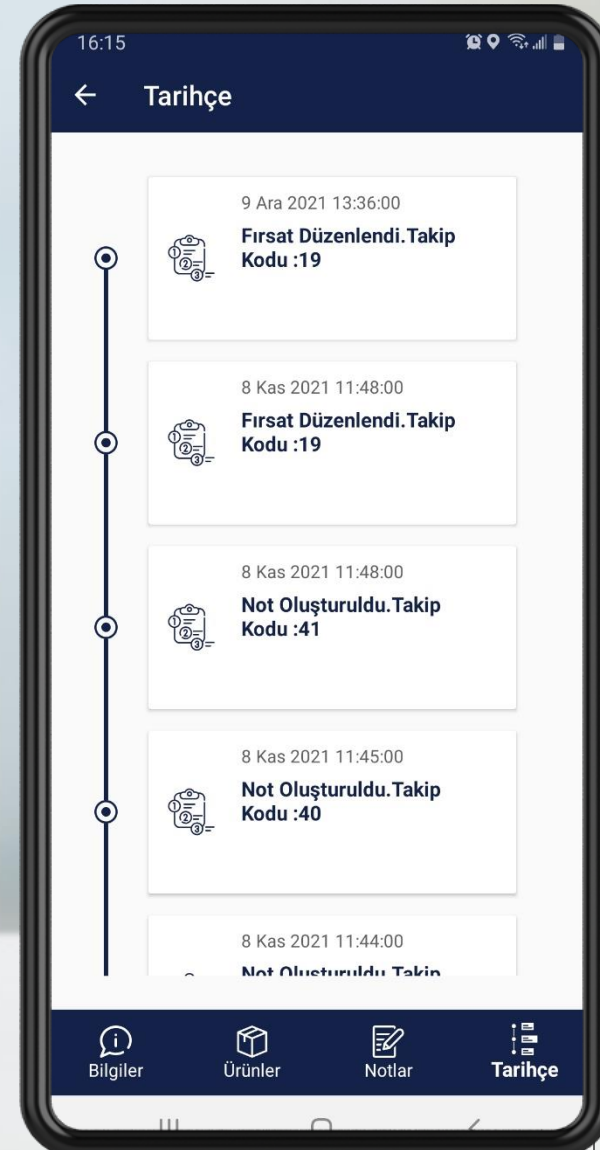 16:15
Tarihçe
9 Ara 2021 13:36:00
Fırsat Düzenlendi.Takip
Kodu :19
8 Kas 2021 11:48:00
Fırsat Düzenlendi.Takip
Kodu :19
8 Kas 2021 11:48:00
Not Oluşturuldu.Takip
Kodu :41
8 Kas 2021 11:45:00
Not Oluşturuldu.Takip
Kodu :40
8 Kas 2021 11:44:00
Not Oluşturuldu Takip
Bilgiler Ürünler Notlar Tarihçe